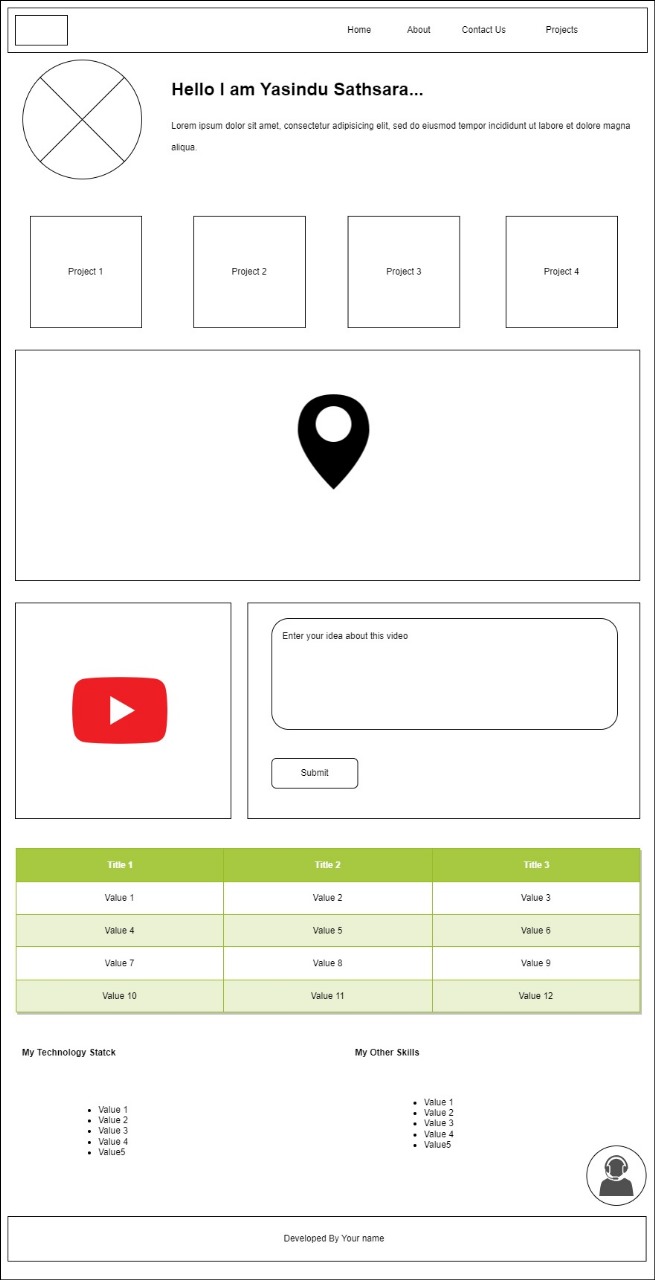 Home About Contact Us Projects
Hello I am Yasindu Sathsara...
Lorem ipsum dolor sit amet, consectetur adipisicing elit, sed do eiusmod tempor incididunt ut labore et dolore magna
aliqua.
Project 1 Project 2 Project 3 Project 4
Enter your idea about this video
Submit
Title 1 Title 2 Title 3
Value 1 Value 2 Value 3
Value 4 Value 5 Value 6
Value 7 Value 8 Value 9
Value 10 Value 11 Value 12
My Technology Statck
• Value 1
• Value 2
• Value 3
• Value 4
• Value5
My Other Skills
• Value 1
• Value 2
• Value 3
• Value 4
• Value5
Developed By Your name